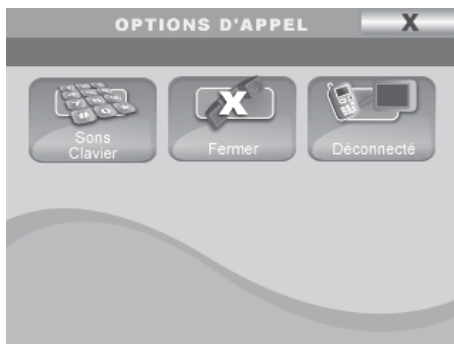 OPTIONS D'APPEL
X
X
Sons
Clavier
Fermer
Déconnecté